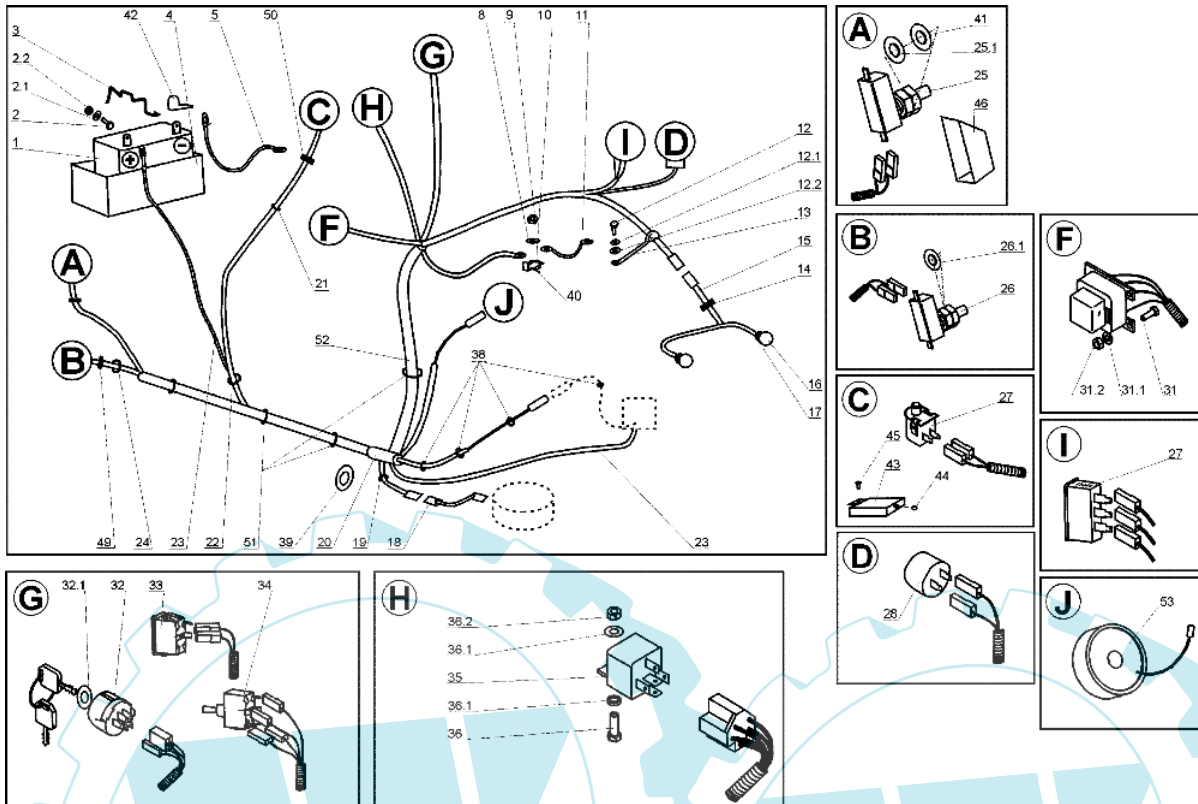 42 4 5 50 8 9 10 11
3
2.2
2.1
2
1
+
−
C
H
G
I
D
F
A
B
J
12
12.1
12.2
13
15
14
16
17
21
40
52
38
49 24 23 22 51 39 20 19 18 23
A
41
25.1
25
46
B
26.1
26
C
27
45
43
44
D
28
F
31.2 31.1 31
I
27
J
53
G
32.1 32 33 34
H
36.2
36.1
35
36.1
36